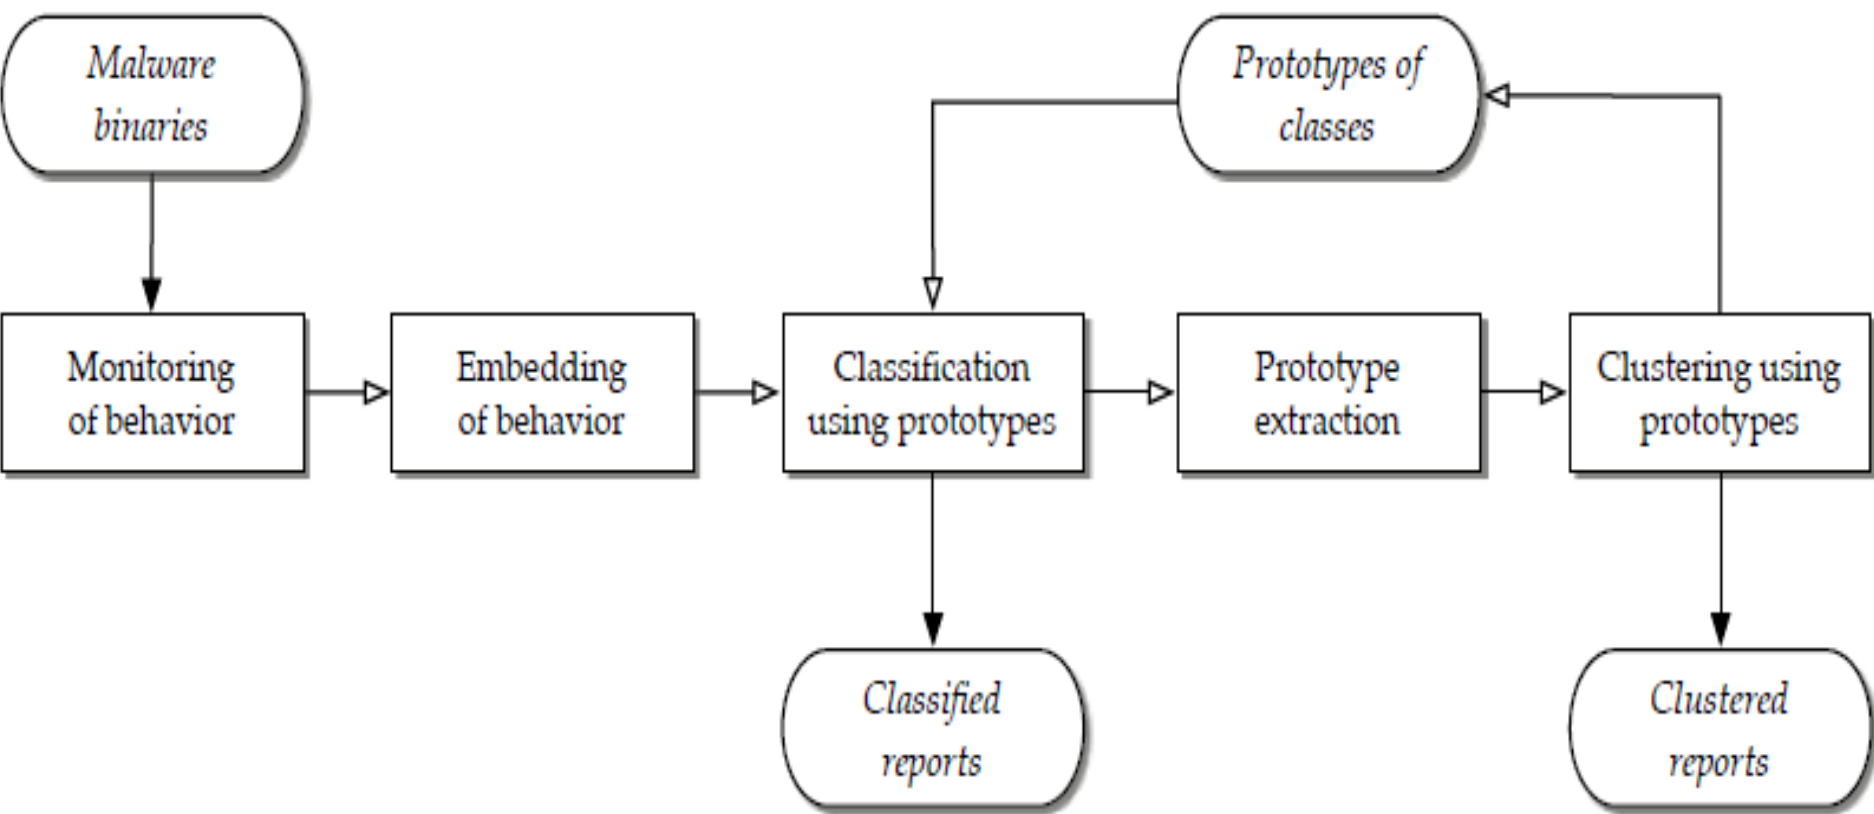 Malware
binaries
Prototypes of
classes
Monitoring
of behavior
Embedding
of behavior
Classification
using prototypes
Prototype
extraction
Clustering using
prototypes
Classified
reports
Clustered
reports